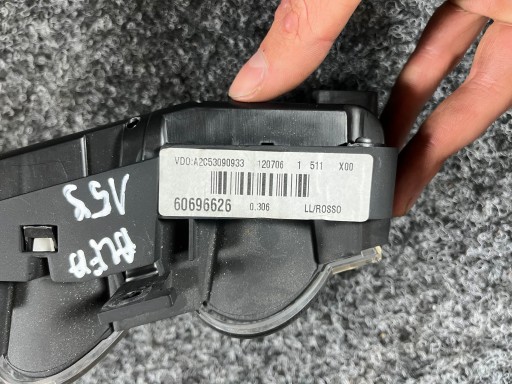 VDO:A2C53090933 120706 1 511 X00
60696626 0.306 LL/ROSSO
ALFA
159